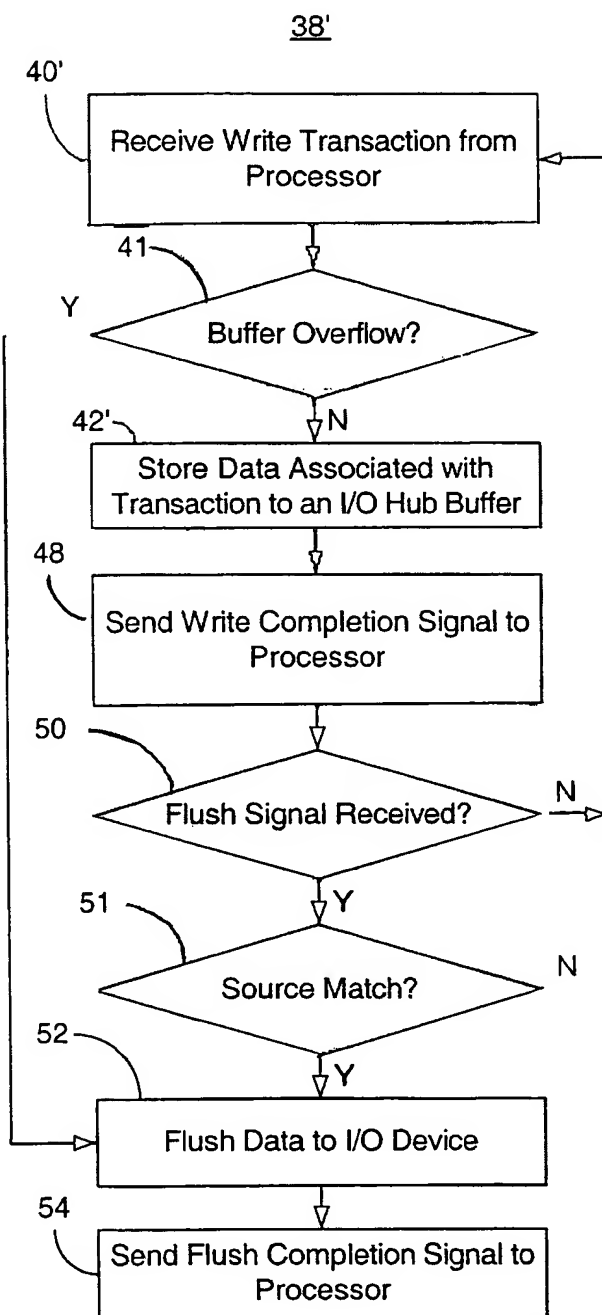 38'
40'
Receive Write Transaction from
Processor
41
Y
Buffer Overflow?
N
42'
Store Data Associated with
Transaction to an I/O Hub Buffer
48
Send Write Completion Signal to
Processor
50
Flush Signal Received?
N
Y
51
Source Match?
N
52
Y
Flush Data to I/O Device
54
Send Flush Completion Signal to
Processor